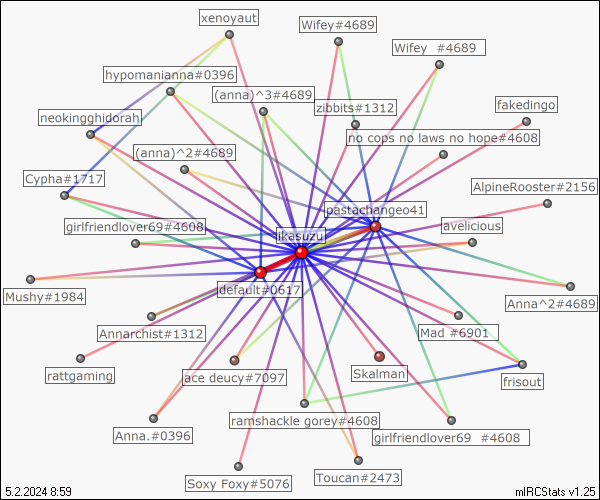 xenoyaut
Wifey#4689
Wifey  #4689
hypomanianna#0396
(anna)^3#4689
zibbits#1312
fakedingo
neokingghidorah
no cops no laws no hope#4608
(anna)^2#4689
Cypha#1717
AlpineRooster#2156
pastachangeo41
girlfriendlover69#4608
ikasuzu
avelicious
default#0617
Mushy#1984
Anna^2#4689
Annarchist#1312
Mad #6901
rattgaming
ace deucy#7097
Skalman
frisout
Anna.#0396
ramshackle gorey#4608
girlfriendlover69  #4608
Soxy Foxy#5076
Toucan#2473
5.2.2024 8:59
mIRCStats v1.25